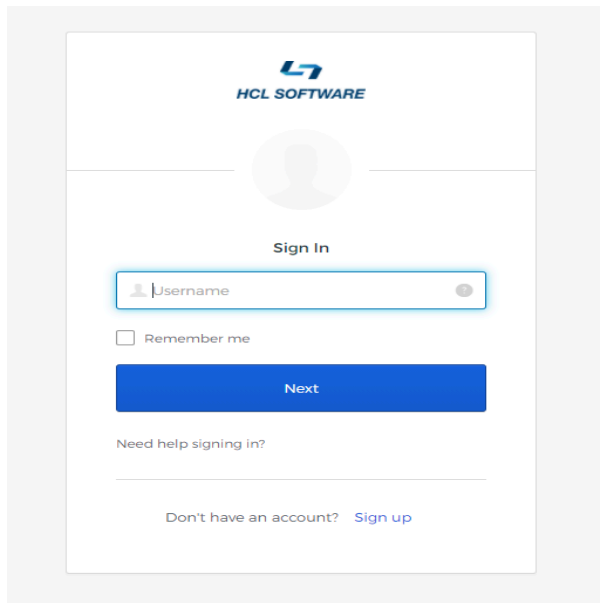 HCL SOFTWARE
Sign In
Username ?
Remember me
Next
Need help signing in?
Don't have an account? Sign up